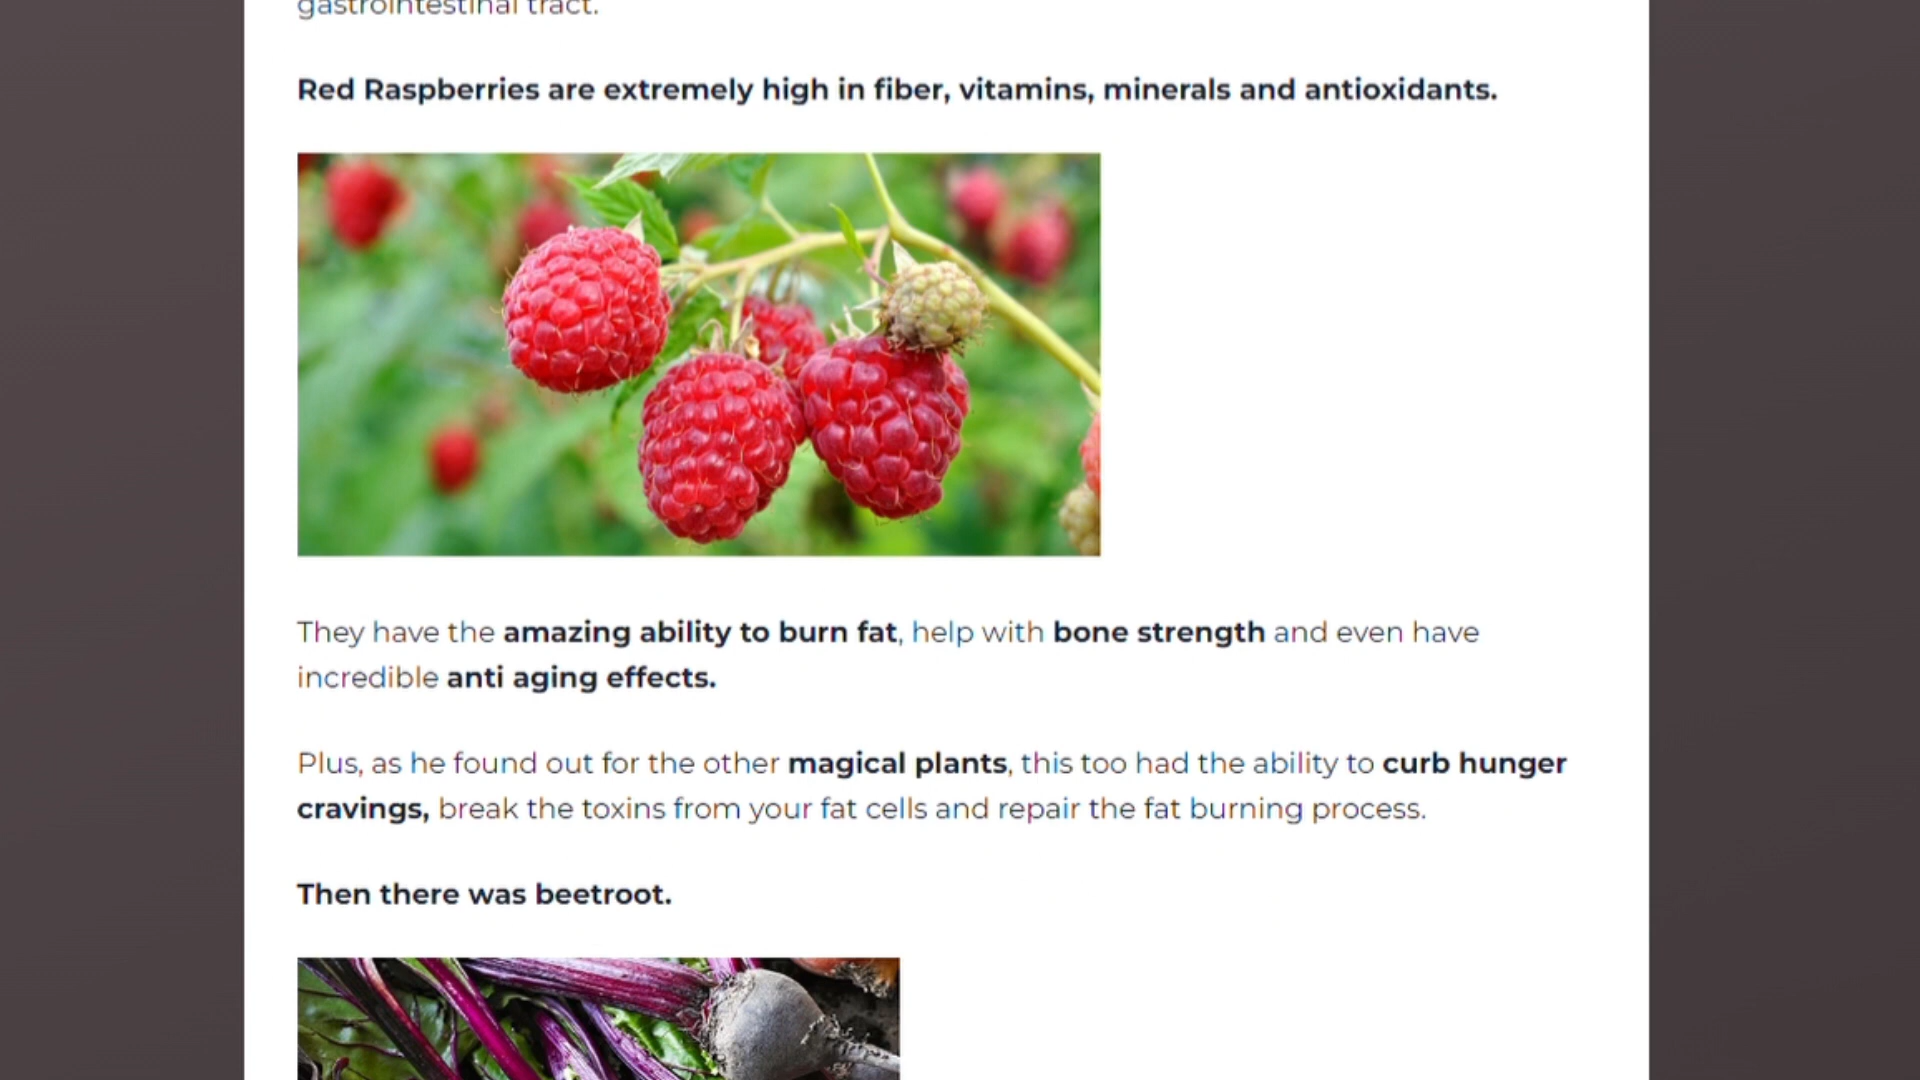 gastrointestinal tract.
Red Raspberries are extremely high in fiber, vitamins, minerals and antioxidants.
They have the amazing ability to burn fat, help with bone strength and even have
incredible anti aging effects.
Plus, as he found out for the other magical plants, this too had the ability to curb hunger
cravings, break the toxins from your fat cells and repair the fat burning process.
Then there was beetroot.